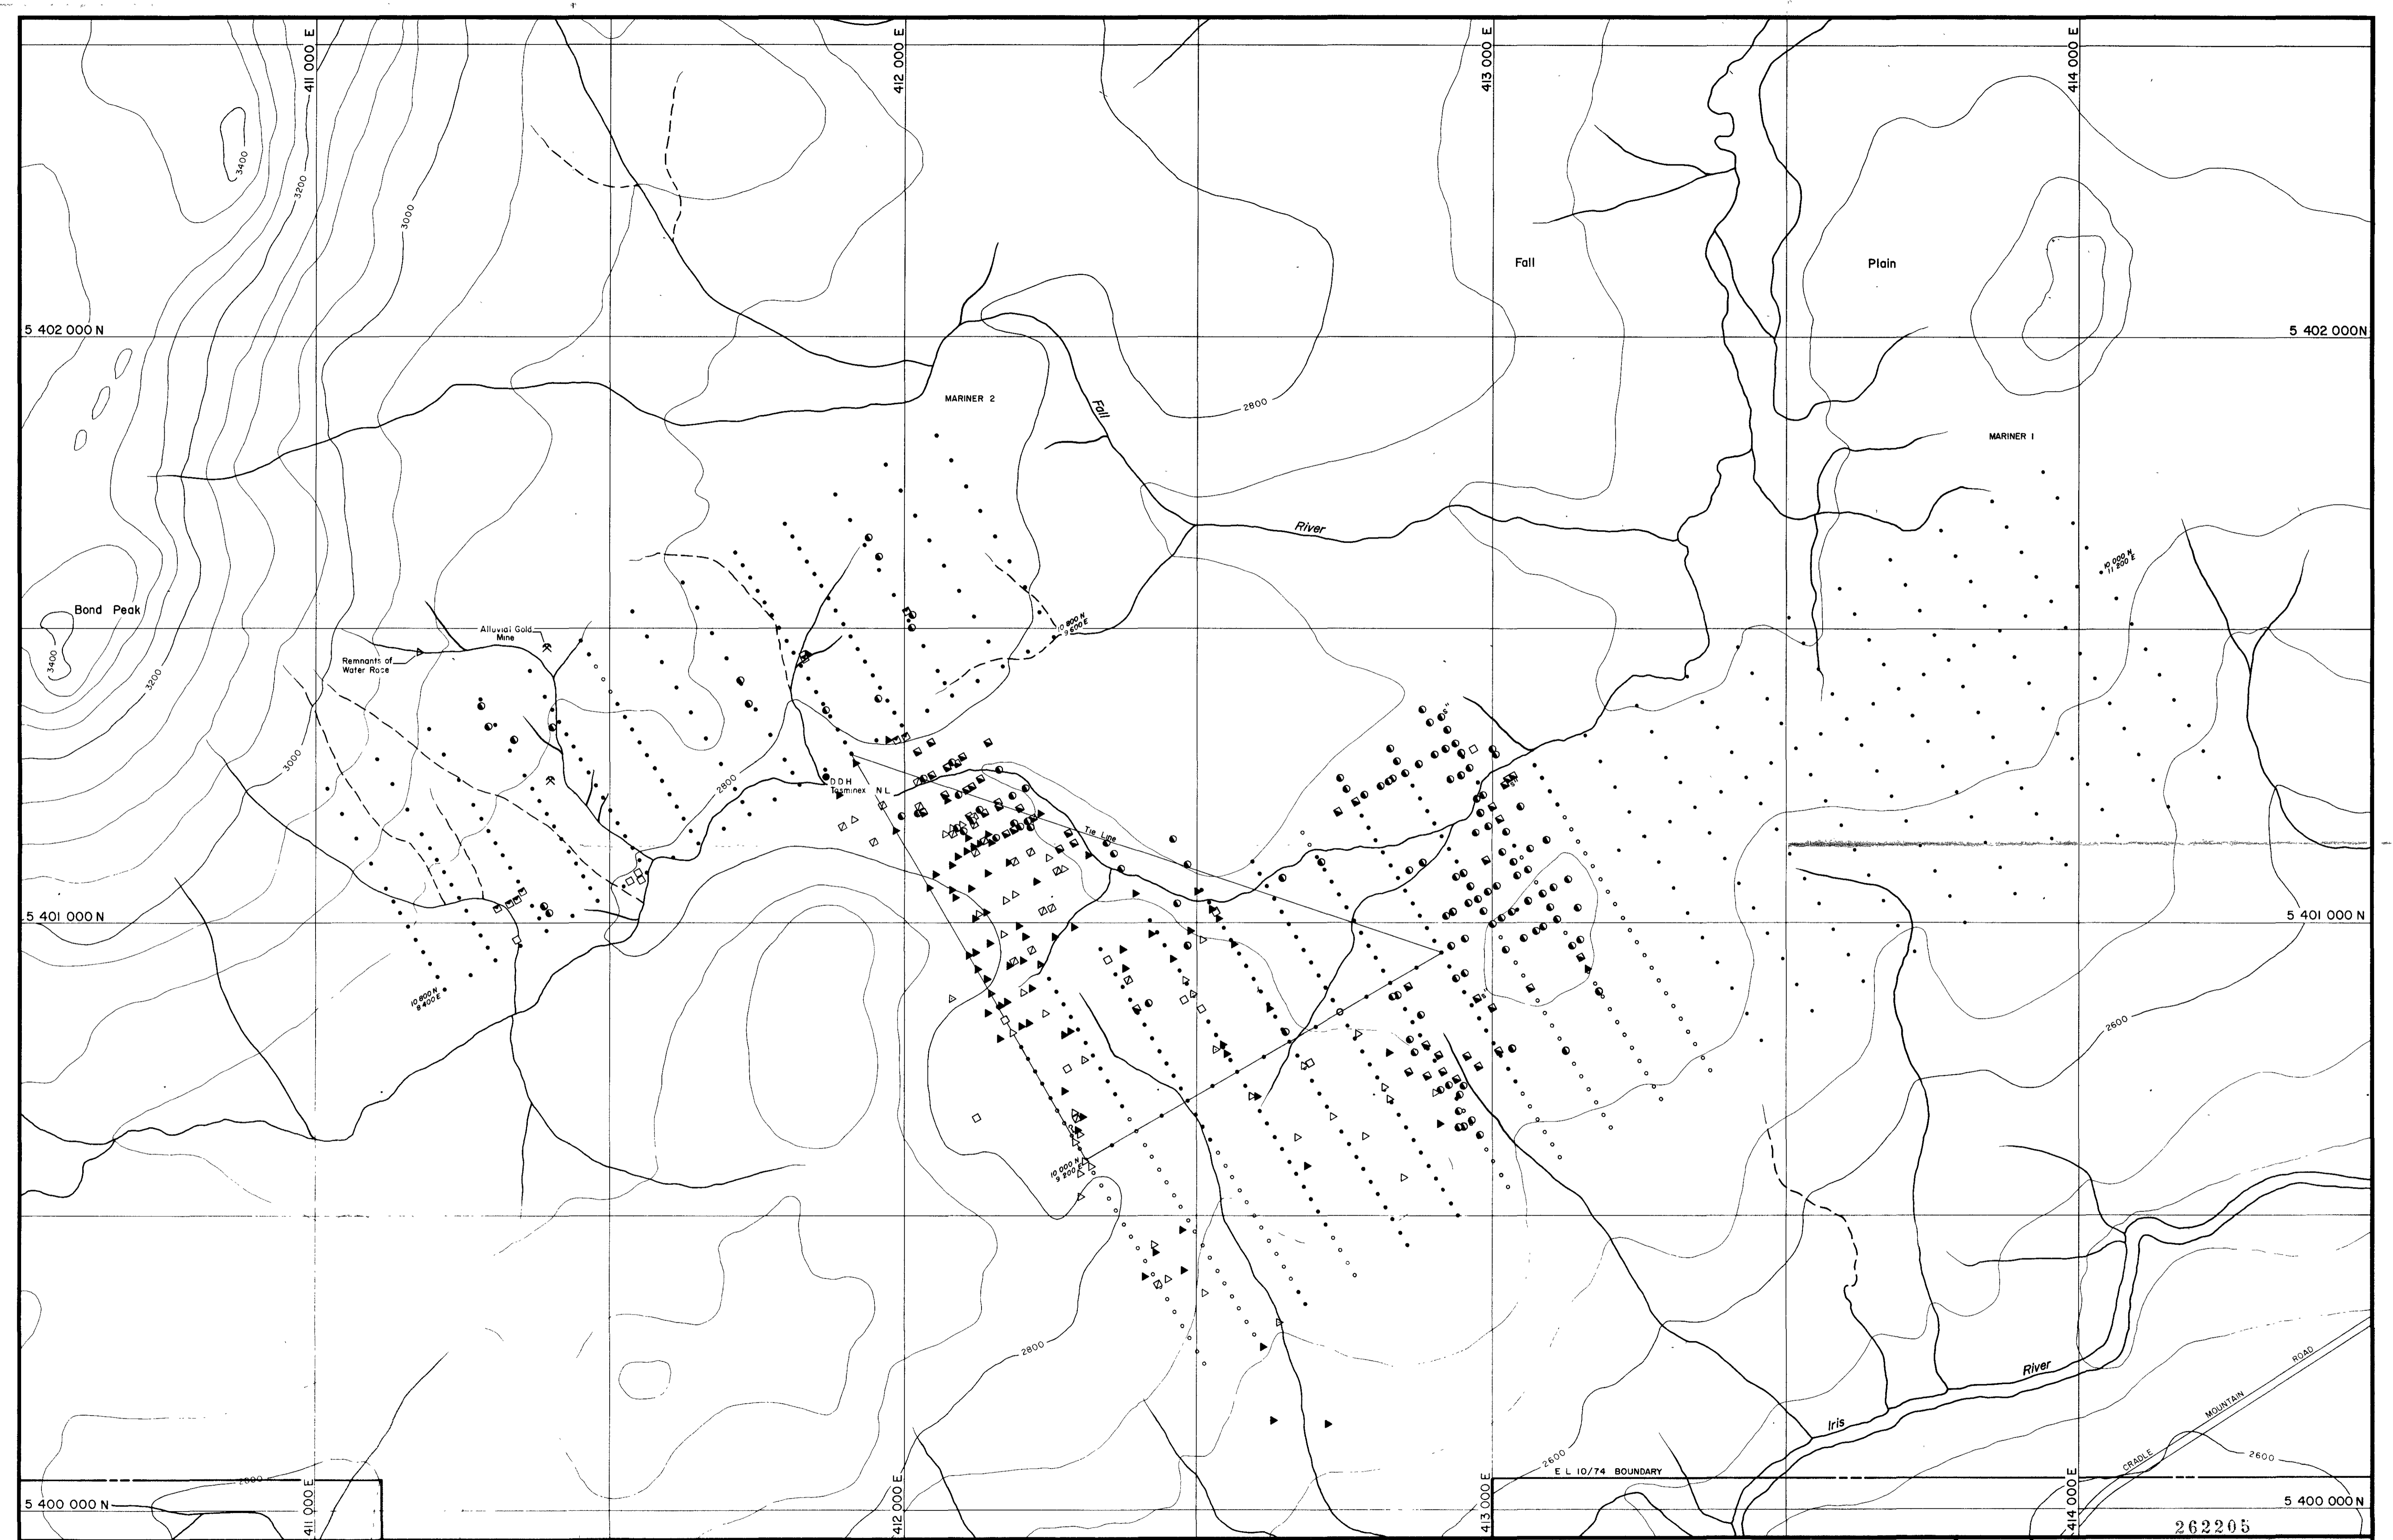 411 000 E
412 000 E
413 000 E
414 000 E
3400
3200
3000
Fall
Plain
5 402 000 N
5 402 000N
MARINER 2
Fall
2800
MARINER 1
River
10 000 N
11 200 E
Bond Peak
3400
3200
Alluvial Gold
Mine
Remnants of
Water Race
10 800 N
9 600 E
"S"
3000
2800
DDH
Tasminex NL
Tie Line
5 401 000 N
5 401 000 N
10 800 N
8 400 E
2600
10 000 N
9 200 E
2800
River
Iris
ROAD
MOUNTAIN
CRADLE
2600
2600
2800
E L 10/74 BOUNDARY
5 400 000 N
5 400 000N
411 000 E
412 000 E
413 000 E
414 000 E
262205